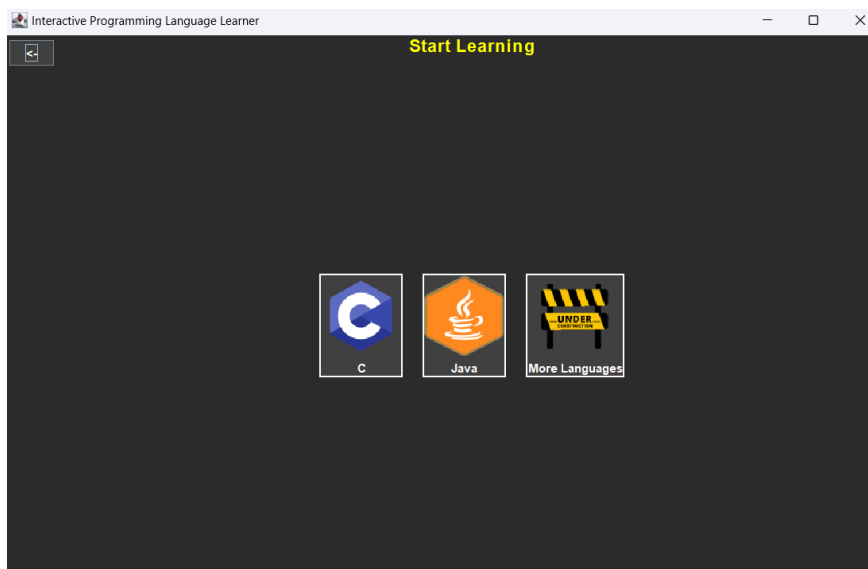 Interactive Programming Language Learner
<-
Start Learning
C
UNDER
CONSTRUCTION
C
Java
More Languages